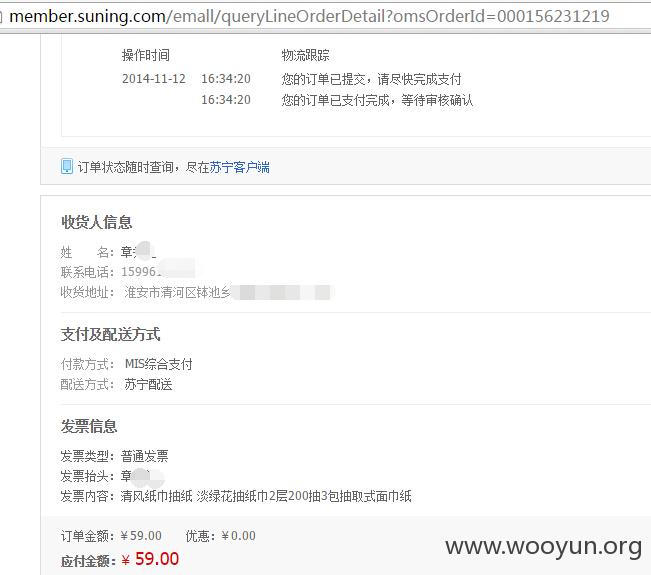 member.suning.com/emall/queryLineOrderDetail?omsOrderId=000156231219
操作时间 物流跟踪
2014-11-12 16:34:20 您的订单已提交，请尽快完成支付
16:34:20 您的订单已支付完成，等待审核确认
订单状态随时查询，尽在苏宁客户端
收货人信息
姓 名：章
联系电话：15996
收货地址： 淮安市清河区钵池乡
支付及配送方式
付款方式： MIS综合支付
配送方式： 苏宁配送
发票信息
发票类型：普通发票
发票抬头：章
发票内容：清风纸巾抽纸 淡绿花抽纸巾2层200抽3包抽取式面巾纸
订单金额：¥59.00 优惠：¥0.00
应付金额：¥ 59.00
www.wooyun.org